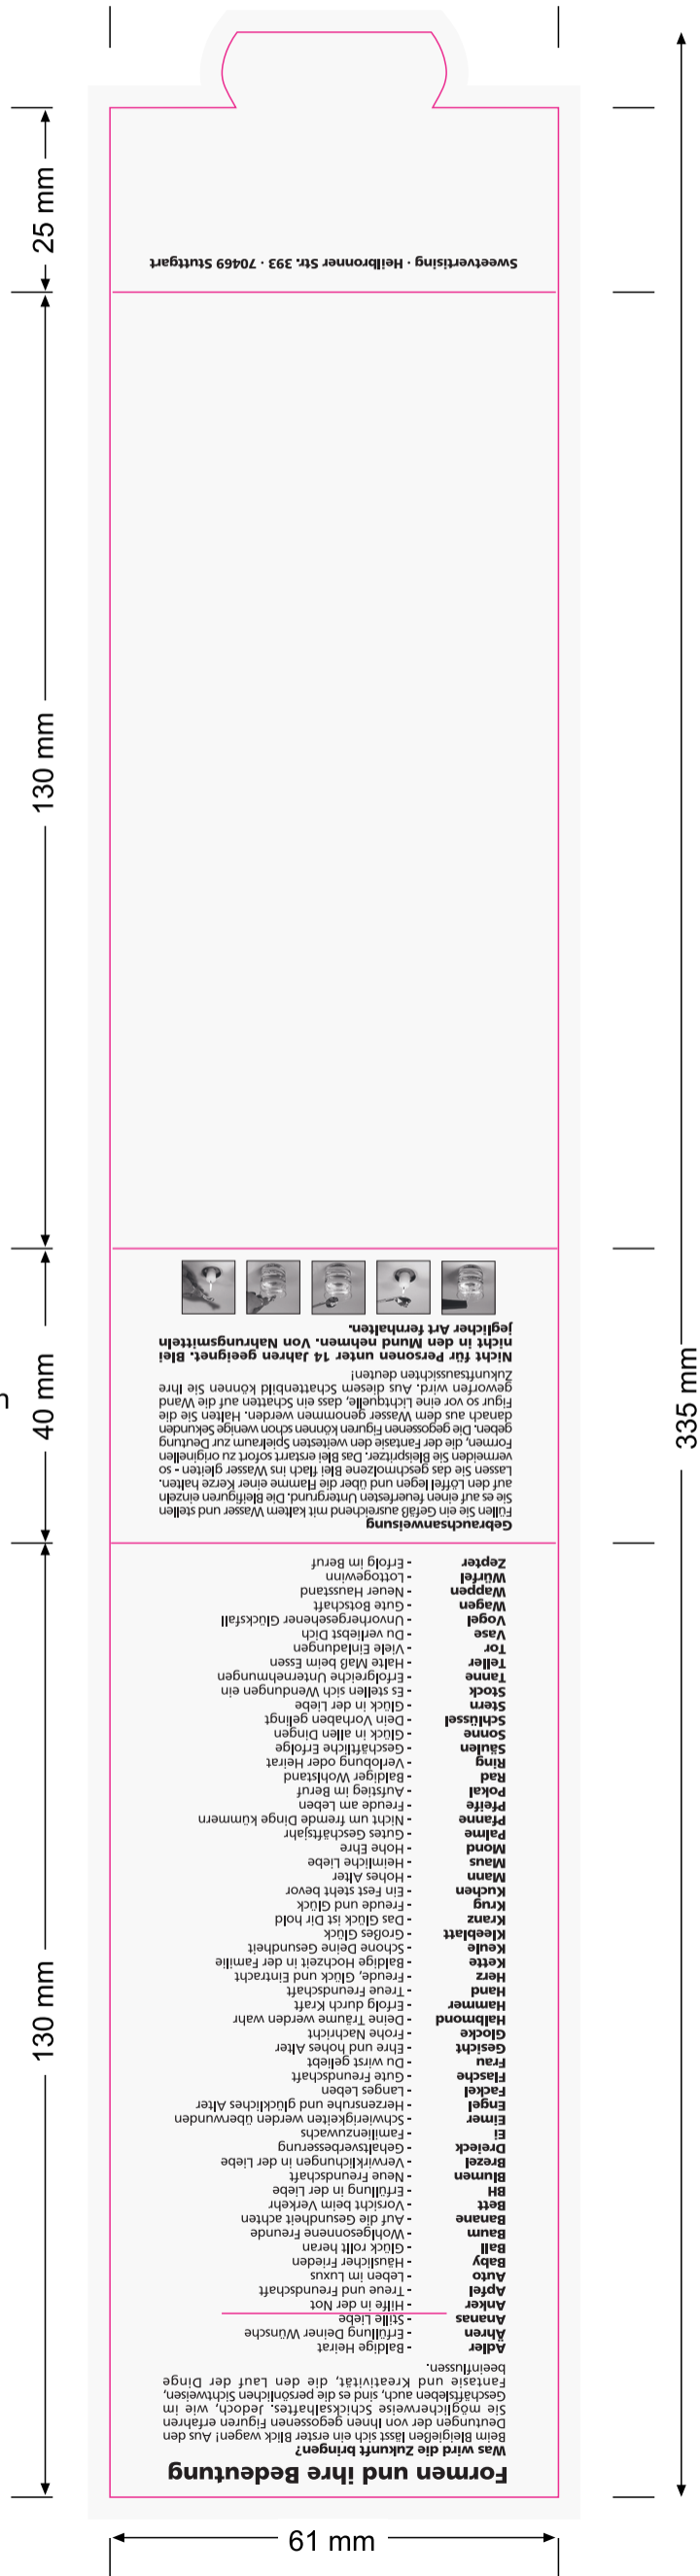 Formen und ihre Bedeutung
Was wird die Zukunft bringen?
Beim Bleigießen lässt sich ein erster Blick wagen! Aus den
Deutungen der von Ihnen gegossenen Figuren erfahren
Sie möglicherweise Schicksalhaftes. Jedoch, wie im
Geschäftsleben auch, sind es die persönlichen Sichtweisen,
Fantasie und Kreativität, die den Lauf der Dinge
beeinflussen.
Adler - Baldige Heirat
Ähren - Erfüllung Deiner Wünsche
Ananas - Stille Liebe
Anker - Hilfe in der Not
Apfel - Treue und Freundschaft
Auto - Leben im Luxus
Baby - Häuslicher Frieden
Ball - Glück rollt heran
Baum - Wohlgesonnene Freunde
Banane - Auf die Gesundheit achten
Bett - Vorsicht beim Verkehr
BH - Erfüllung in der Liebe
Blumen - Neue Freundschaft
Brezel - Verwirklichungen in der Liebe
Dreieck - Gehaltsverbesserung
Ei - Familienzuwachs
Eimer - Schwierigkeiten werden überwunden
Engel - Herzensruhe und glückliches Alter
Fackel - Langes Leben
Flasche - Gute Freundschaft
Frau - Du wirst geliebt
Gesicht - Ehre und hohes Alter
Glocke - Frohe Nachricht
Halbmond - Deine Träume werden wahr
Hammer - Erfolg durch Kraft
Hand - Treue Freundschaft
Herz - Freude, Glück und Eintracht
Kette - Baldige Hochzeit in der Familie
Keule - Schone Deine Gesundheit
Kleeblatt - Großes Glück
Kranz - Das Glück ist Dir hold
Krug - Freude und Glück
Kuchen - Ein Fest steht bevor
Mann - Hohes Alter
Maus - Heimliche Liebe
Mond - Hohe Ehre
Palme - Gutes Geschäftsjahr
Pfanne - Nicht um fremde Dinge kümmern
Pfeife - Freude am Leben
Pokal - Aufstieg im Beruf
Rad - Baldiger Wohlstand
Ring - Verlobung oder Heirat
Säulen - Geschäftliche Erfolge
Sonne - Glück in allen Dingen
Schlüssel - Dein Vorhaben gelingt
Stern - Glück in der Liebe
Stock - Es stellen sich Wendungen ein
Tanne - Erfolgreiche Unternehmungen
Teller - Halte Maß beim Essen
Tor - Viele Einladungen
Vase - Du verliebst Dich
Vogel - Unvorhergesehener Glücksfall
Wagen - Gute Botschaft
Wappen - Neuer Hausstand
Würfel - Lottogewinn
Zepter - Erfolg im Beruf
Gebrauchsanweisung
Füllen Sie ein Gefäß ausreichend mit kaltem Wasser und stellen
Sie es auf einen feuerfesten Untergrund. Die Bleifiguren einzeln
auf den Löffel legen und über die Flamme einer Kerze halten.
Lassen Sie das geschmolzene Blei flach ins Wasser gleiten - so
vermeiden Sie Bleispritzer. Das Blei erstarrt sofort zu originellen
Formen, die der Fantasie den weitesten Spielraum zur Deutung
geben. Die gegossenen Figuren können schon wenige Sekunden
danach aus dem Wasser genommen werden. Halten Sie die
Figur so vor eine Lichtquelle, dass ein Schatten auf die Wand
geworfen wird. Aus diesem Schattenbild können Sie Ihre
Zukunftsaussichten deuten!
Nicht für Personen unter 14 Jahren geeignet. Blei
nicht in den Mund nehmen. Von Nahrungsmitteln
jeglicher Art fernhalten.
Sweetvertising · Heilbronner Str. 393 · 70469 Stuttgart
25 mm
130 mm
40 mm
130 mm
335 mm
61 mm